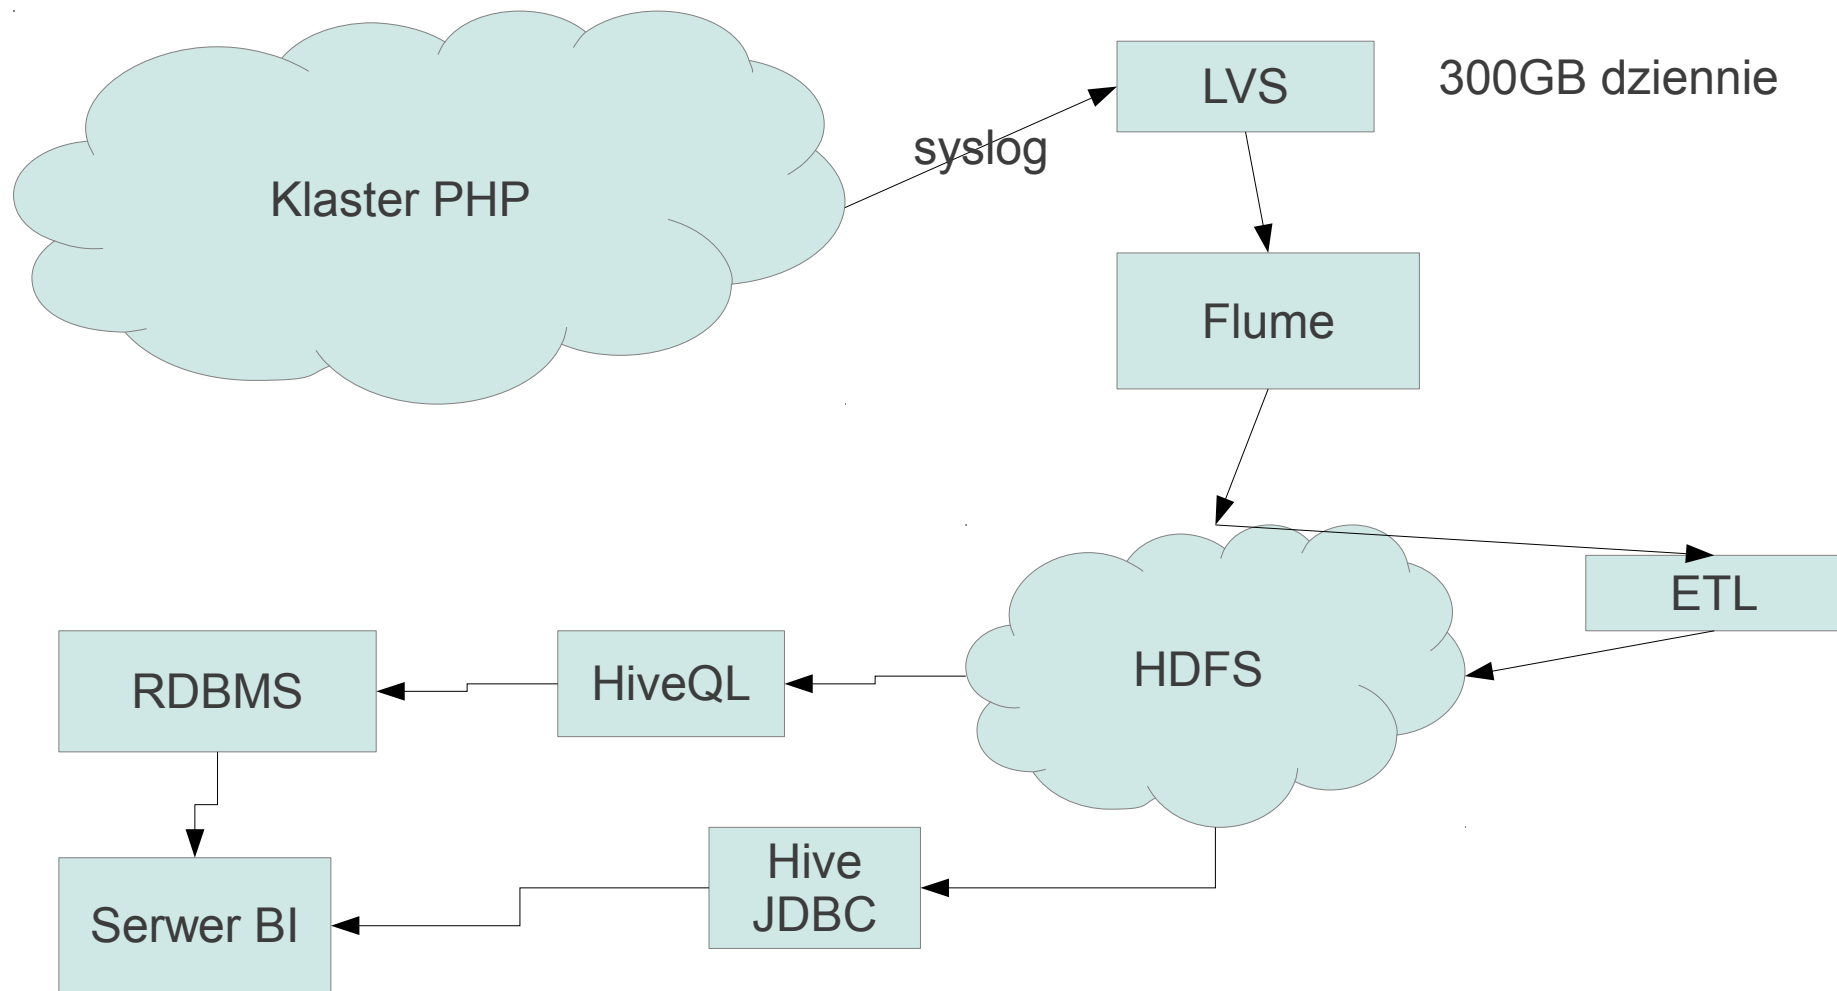 LVS
300GB dziennie
syslog
Klaster PHP
Flume
ETL
HDFS
HiveQL
RDBMS
Hive
JDBC
Serwer BI